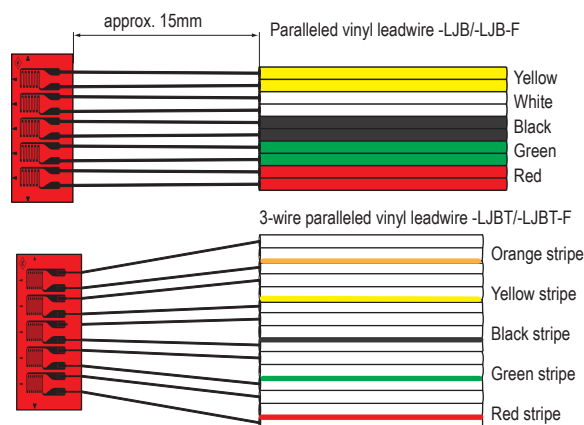 approx. 15mm
Paralleled vinyl leadwire -LJB/-LJB-F
Yellow
White
Black
Green
Red
3-wire paralleled vinyl leadwire -LJBT/-LJBT-F
Orange stripe
Yellow stripe
Black stripe
Green stripe
Red stripe